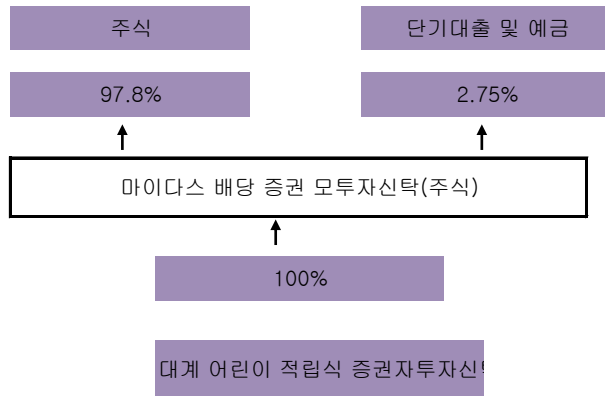 주식
단기대출 및 예금
97.8%
2.75%
마이다스 배당 증권 모투자신탁(주식)
100%
대계 어린이 적립식 증권자투자신